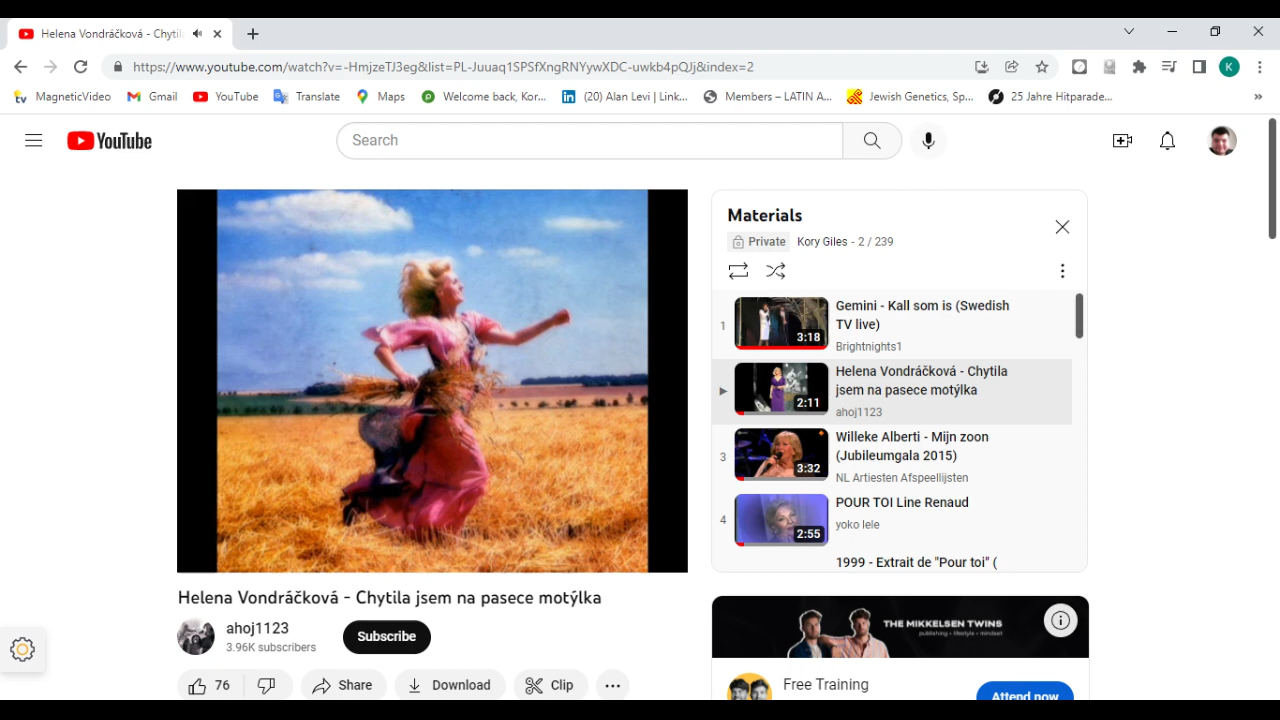 Helena Vondráčková - Chytil
https://www.youtube.com/watch?v=-HmjzeTJ3eg&list=PL-Juuaq1SPSfXngRNYywXDC-uwkb4pQJj&index=2
K
MagneticVideo
Gmail
YouTube
Translate
Maps
Welcome back, Kor...
(20) Alan Levi | Link...
Members – LATIN A...
Jewish Genetics, Sp...
25 Jahre Hitparade...
YouTube
Search
Materials
Private Kory Giles - 2 / 239
1
3:18
Gemini - Kall som is (Swedish
TV live)
Brightnights1
2:11
Helena Vondráčková - Chytila
jsem na pasece motýlka
ahoj1123
3
3:32
Willeke Alberti - Mijn zoon
(Jubileumgala 2015)
NL Artiesten Afspeellijsten
4
2:55
POUR TOI Line Renaud
yoko lele
1999 - Extrait de "Pour toi" (
Helena Vondráčková - Chytila jsem na pasece motýlka
ahoj1123
3.96K subscribers
Subscribe
76
Share
Download
Clip
THE MIKKELSEN TWINS
publishing + lifestyle + mindset
Free Training
Attend now